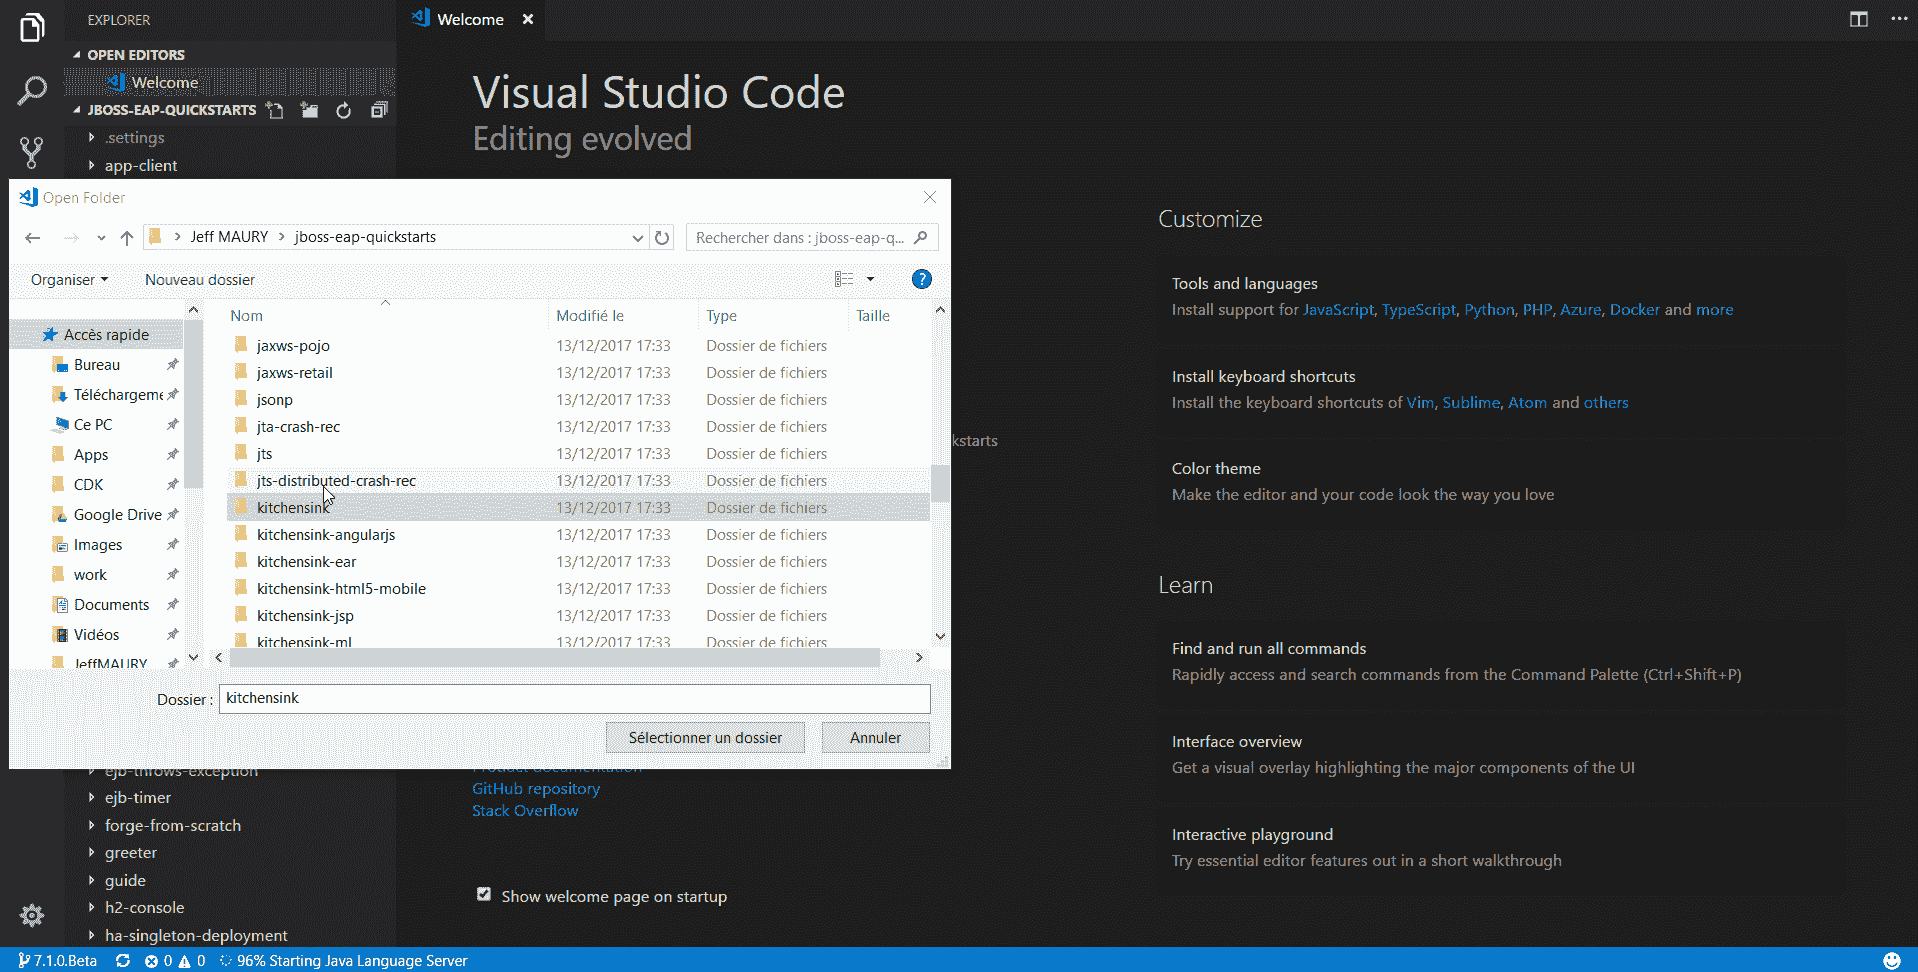 EXPLORER
OPEN EDITORS
Welcome
JBOSS-EAP-QUICKSTARTS
.settings
app-client
Welcome
Visual Studio Code
Editing evolved
Open Folder
Jeff MAURY > jboss-eap-quickstarts
Rechercher dans : jboss-eap-q...
Organiser
Nouveau dossier
?
Accès rapide
Bureau
Téléchargeme
Ce PC
Apps
CDK
Google Drive
Images
work
Documents
Vidéos
JeffMAURY
Nom Modifié le Type Taille
jaxws-pojo 13/12/2017 17:33 Dossier de fichiers
jaxws-retail 13/12/2017 17:33 Dossier de fichiers
jsonp 13/12/2017 17:33 Dossier de fichiers
jta-crash-rec 13/12/2017 17:33 Dossier de fichiers
jts 13/12/2017 17:33 Dossier de fichiers
jts-distributed-crash-rec 13/12/2017 17:33 Dossier de fichiers
kitchensink 13/12/2017 17:33 Dossier de fichiers
kitchensink-angularjs 13/12/2017 17:33 Dossier de fichiers
kitchensink-ear 13/12/2017 17:33 Dossier de fichiers
kitchensink-html5-mobile 13/12/2017 17:33 Dossier de fichiers
kitchensink-jsp 13/12/2017 17:33 Dossier de fichiers
kitchensink-ml 13/12/2017 17:33 Dossier de fichiers
Dossier : kitchensink
Sélectionner un dossier
Annuler
kstarts
ejb-throws-exception
ejb-timer
forge-from-scratch
greeter
guide
h2-console
ha-singleton-deployment
Product documentation
GitHub repository
Stack Overflow
Show welcome page on startup
Customize
Tools and languages
Install support for JavaScript, TypeScript, Python, PHP, Azure, Docker and more
Install keyboard shortcuts
Install the keyboard shortcuts of Vim, Sublime, Atom and others
Color theme
Make the editor and your code look the way you love
Learn
Find and run all commands
Rapidly access and search commands from the Command Palette (Ctrl+Shift+P)
Interface overview
Get a visual overlay highlighting the major components of the UI
Interactive playground
Try essential editor features out in a short walkthrough
7.1.0.Beta 0 0 96% Starting Java Language Server